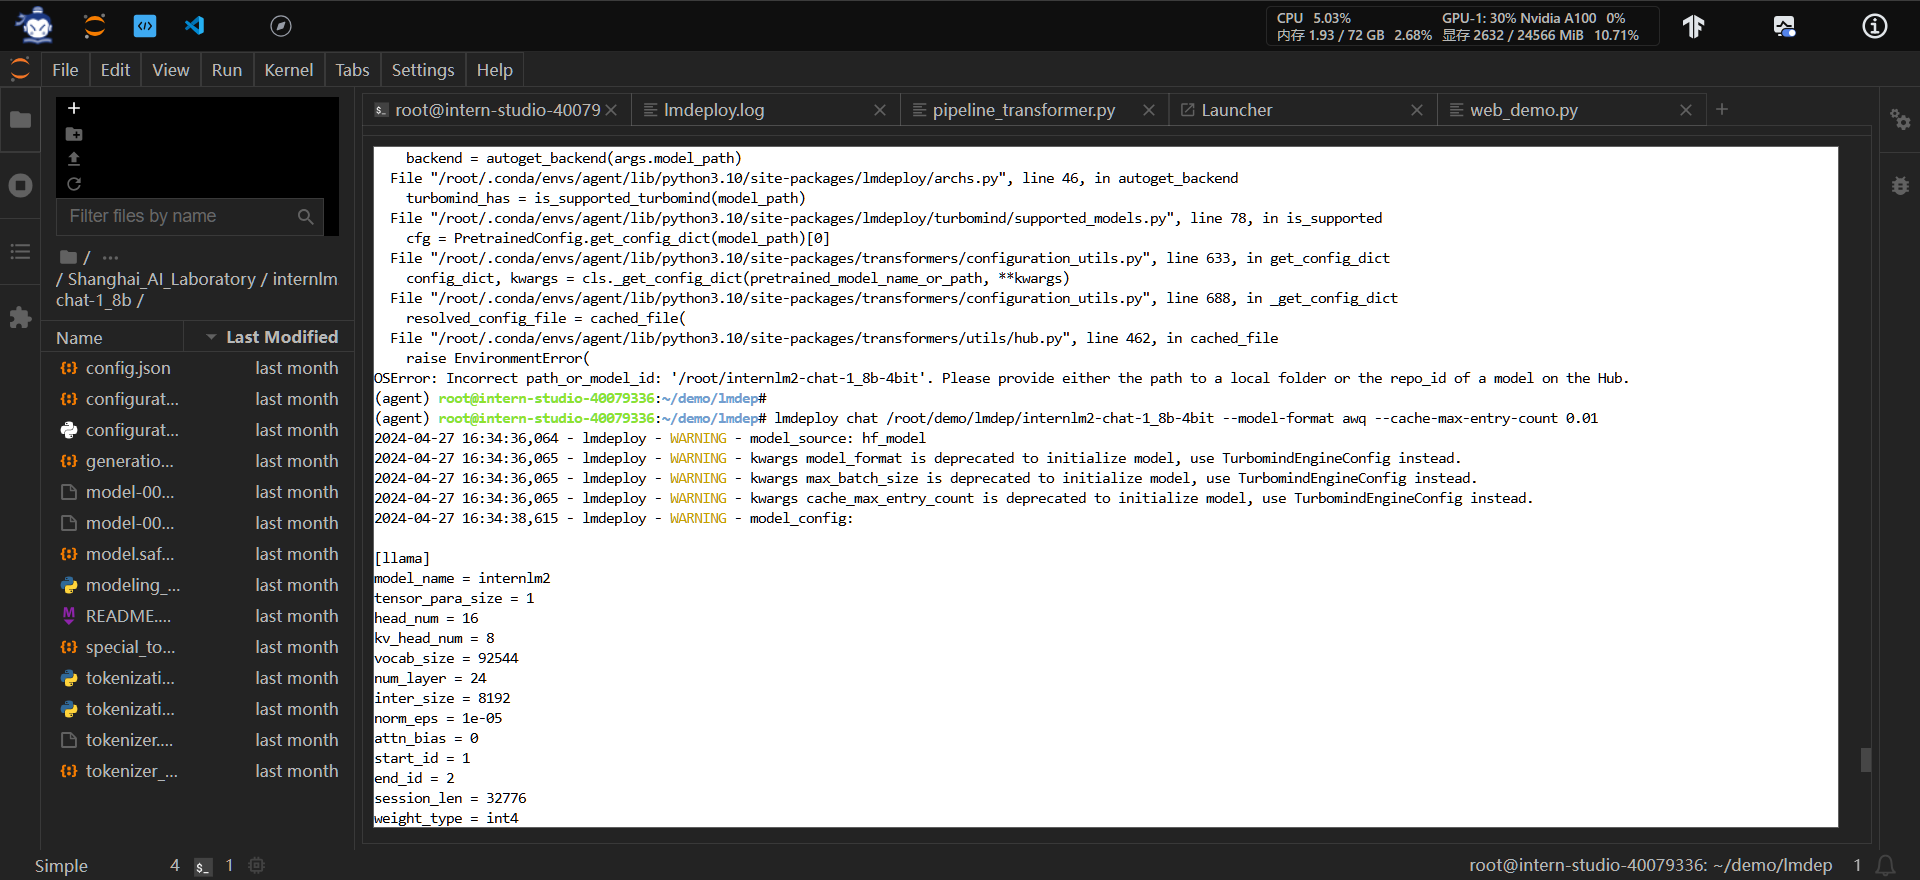 CPU 5.03%
内存 1.93 / 72 GB 2.68%
GPU-1: 30% Nvidia A100 0%
显存 2632 / 24566 MiB 10.71%
File Edit View Run Kernel Tabs Settings Help
root@intern-studio-40079
lmdeploy.log
pipeline_transformer.py
Launcher
web_demo.py
Filter files by name
/ ···
/ Shanghai_AI_Laboratory / internlm
chat-1_8b /
Name Last Modified
config.json last month
configurat... last month
configurat... last month
generatio... last month
model-00... last month
model-00... last month
model.saf... last month
modeling_... last month
README.... last month
special_to... last month
tokenizati... last month
tokenizati... last month
tokenizer.... last month
tokenizer_... last month
backend = autoget_backend(args.model_path)
File "/root/.conda/envs/agent/lib/python3.10/site-packages/lmdeploy/archs.py", line 46, in autoget_backend
turbomind_has = is_supported_turbomind(model_path)
File "/root/.conda/envs/agent/lib/python3.10/site-packages/lmdeploy/turbomind/supported_models.py", line 78, in is_supported
cfg = PretrainedConfig.get_config_dict(model_path)[0]
File "/root/.conda/envs/agent/lib/python3.10/site-packages/transformers/configuration_utils.py", line 633, in get_config_dict
config_dict, kwargs = cls._get_config_dict(pretrained_model_name_or_path, **kwargs)
File "/root/.conda/envs/agent/lib/python3.10/site-packages/transformers/configuration_utils.py", line 688, in _get_config_dict
resolved_config_file = cached_file(
File "/root/.conda/envs/agent/lib/python3.10/site-packages/transformers/utils/hub.py", line 462, in cached_file
raise EnvironmentError(
OSError: Incorrect path_or_model_id: '/root/internlm2-chat-1_8b-4bit'. Please provide either the path to a local folder or the repo_id of a model on the Hub.
(agent) root@intern-studio-40079336:~/demo/lmdep#
(agent) root@intern-studio-40079336:~/demo/lmdep# lmdeploy chat /root/demo/lmdep/internlm2-chat-1_8b-4bit --model-format awq --cache-max-entry-count 0.01
2024-04-27 16:34:36,064 - lmdeploy - WARNING - model_source: hf_model
2024-04-27 16:34:36,065 - lmdeploy - WARNING - kwargs model_format is deprecated to initialize model, use TurbomindEngineConfig instead.
2024-04-27 16:34:36,065 - lmdeploy - WARNING - kwargs max_batch_size is deprecated to initialize model, use TurbomindEngineConfig instead.
2024-04-27 16:34:36,065 - lmdeploy - WARNING - kwargs cache_max_entry_count is deprecated to initialize model, use TurbomindEngineConfig instead.
2024-04-27 16:34:38,615 - lmdeploy - WARNING - model_config:
[llama]
model_name = internlm2
tensor_para_size = 1
head_num = 16
kv_head_num = 8
vocab_size = 92544
num_layer = 24
inter_size = 8192
norm_eps = 1e-05
attn_bias = 0
start_id = 1
end_id = 2
session_len = 32776
weight_type = int4
Simple 4 $_ 1
root@intern-studio-40079336: ~/demo/lmdep 1